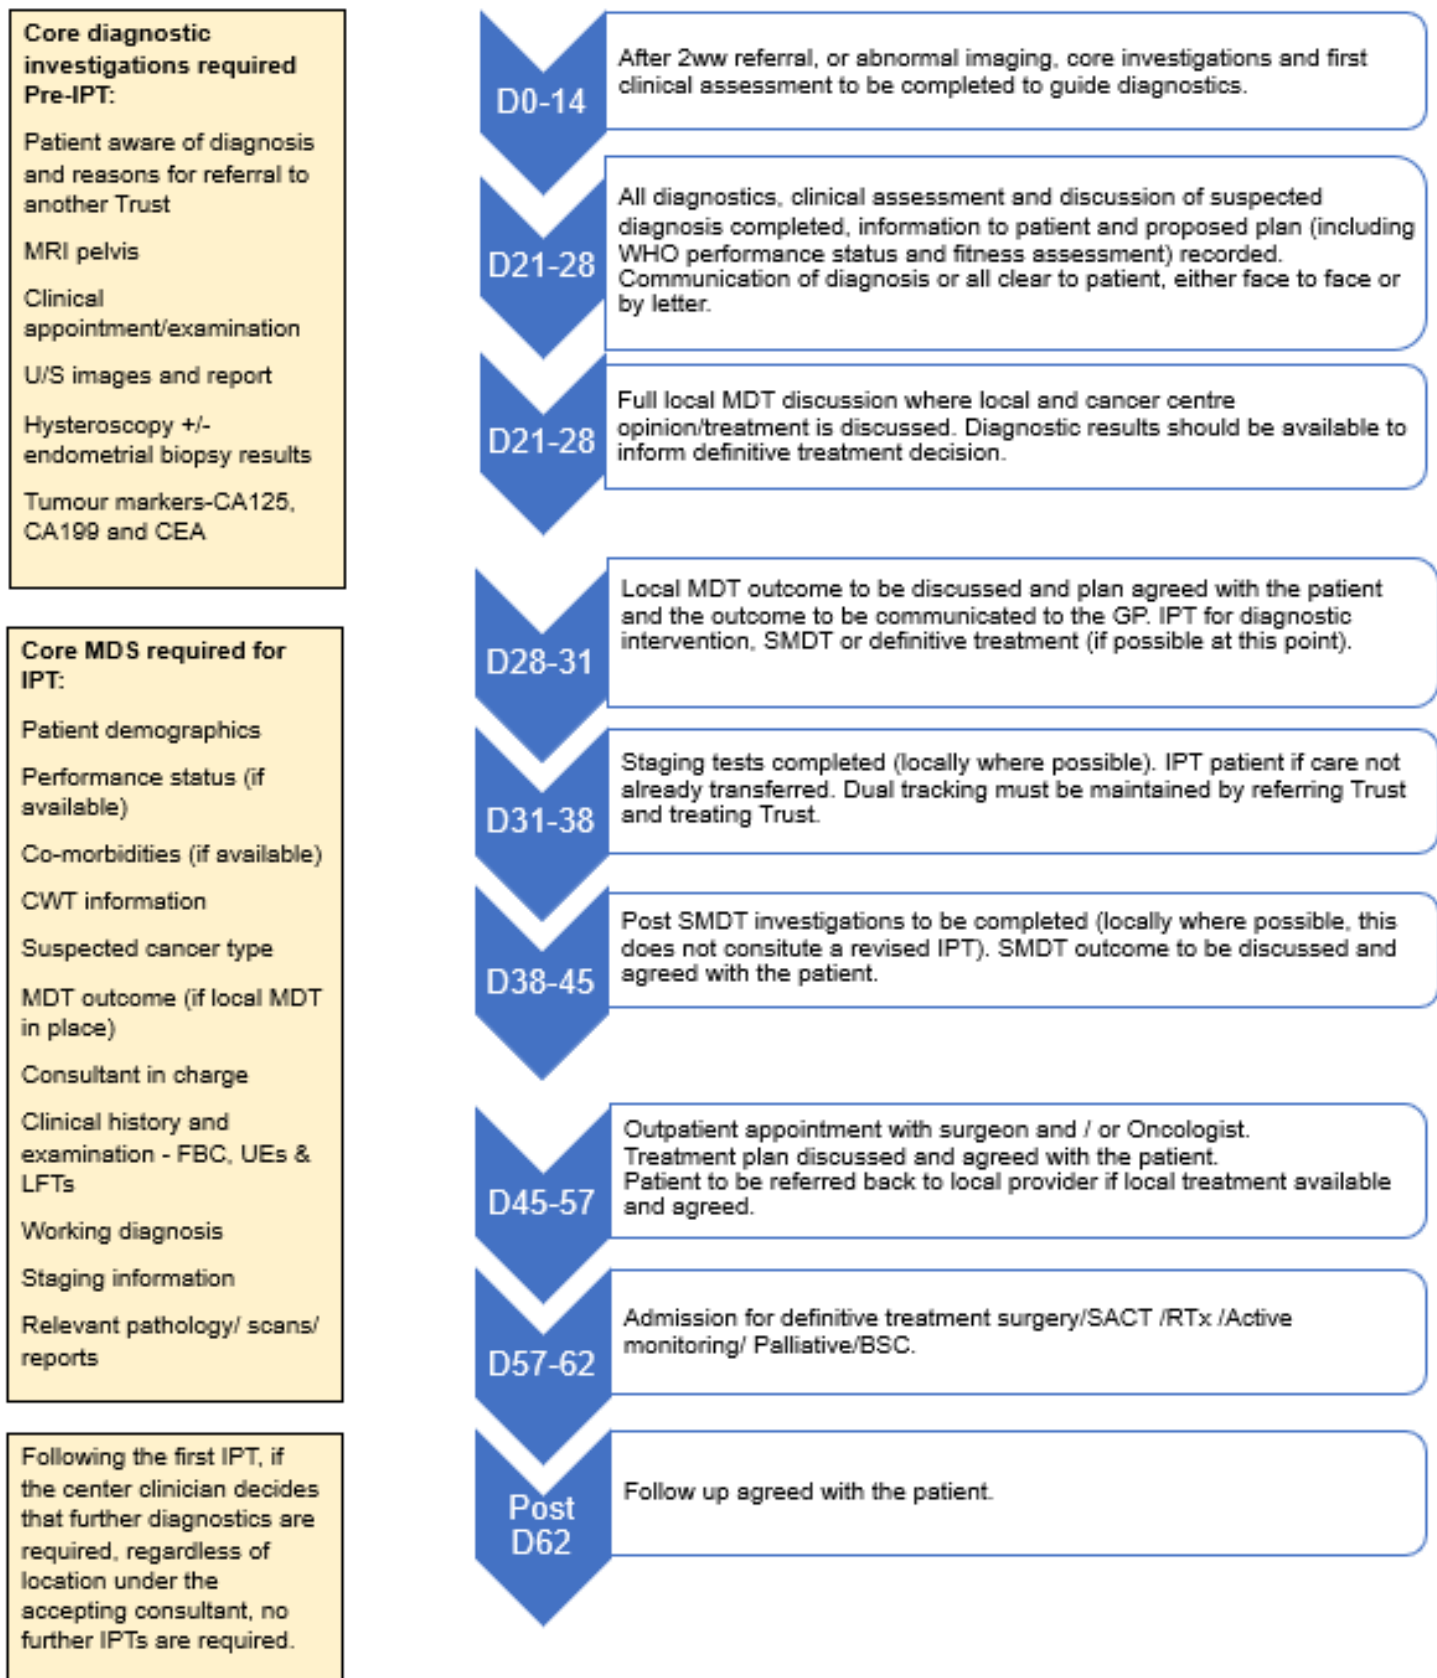 Core diagnostic
investigations required
Pre-IPT:
Patient aware of diagnosis
and reasons for referral to
another Trust
MRI pelvis
Clinical
appointment/examination
U/S images and report
Hysteroscopy +/-
endometrial biopsy results
Tumour markers-CA125,
CA199 and CEA
Core MDS required for
IPT:
Patient demographics
Performance status (if
available)
Co-morbidities (if available)
CWT information
Suspected cancer type
MDT outcome (if local MDT
in place)
Consultant in charge
Clinical history and
examination - FBC, UEs &
LFTs
Working diagnosis
Staging information
Relevant pathology/ scans/
reports
Following the first IPT, if
the center clinician decides
that further diagnostics are
required, regardless of
location under the
accepting consultant, no
further IPTs are required.
D0-14
After 2ww referral, or abnormal imaging, core investigations and first
clinical assessment to be completed to guide diagnostics.
D21-28
All diagnostics, clinical assessment and discussion of suspected
diagnosis completed, information to patient and proposed plan (including
WHO performance status and fitness assessment) recorded.
Communication of diagnosis or all clear to patient, either face to face or
by letter.
D21-28
Full local MDT discussion where local and cancer centre
opinion/treatment is discussed. Diagnostic results should be available to
inform definitive treatment decision.
D28-31
Local MDT outcome to be discussed and plan agreed with the patient
and the outcome to be communicated to the GP. IPT for diagnostic
intervention, SMDT or definitive treatment (if possible at this point).
D31-38
Staging tests completed (locally where possible). IPT patient if care not
already transferred. Dual tracking must be maintained by referring Trust
and treating Trust.
D38-45
Post SMDT investigations to be completed (locally where possible, this
does not consitute a revised IPT). SMDT outcome to be discussed and
agreed with the patient.
D45-57
Outpatient appointment with surgeon and / or Oncologist.
Treatment plan discussed and agreed with the patient.
Patient to be referred back to local provider if local treatment available
and agreed.
D57-62
Admission for definitive treatment surgery/SACT /RTx /Active
monitoring/ Palliative/BSC.
Post
D62
Follow up agreed with the patient.